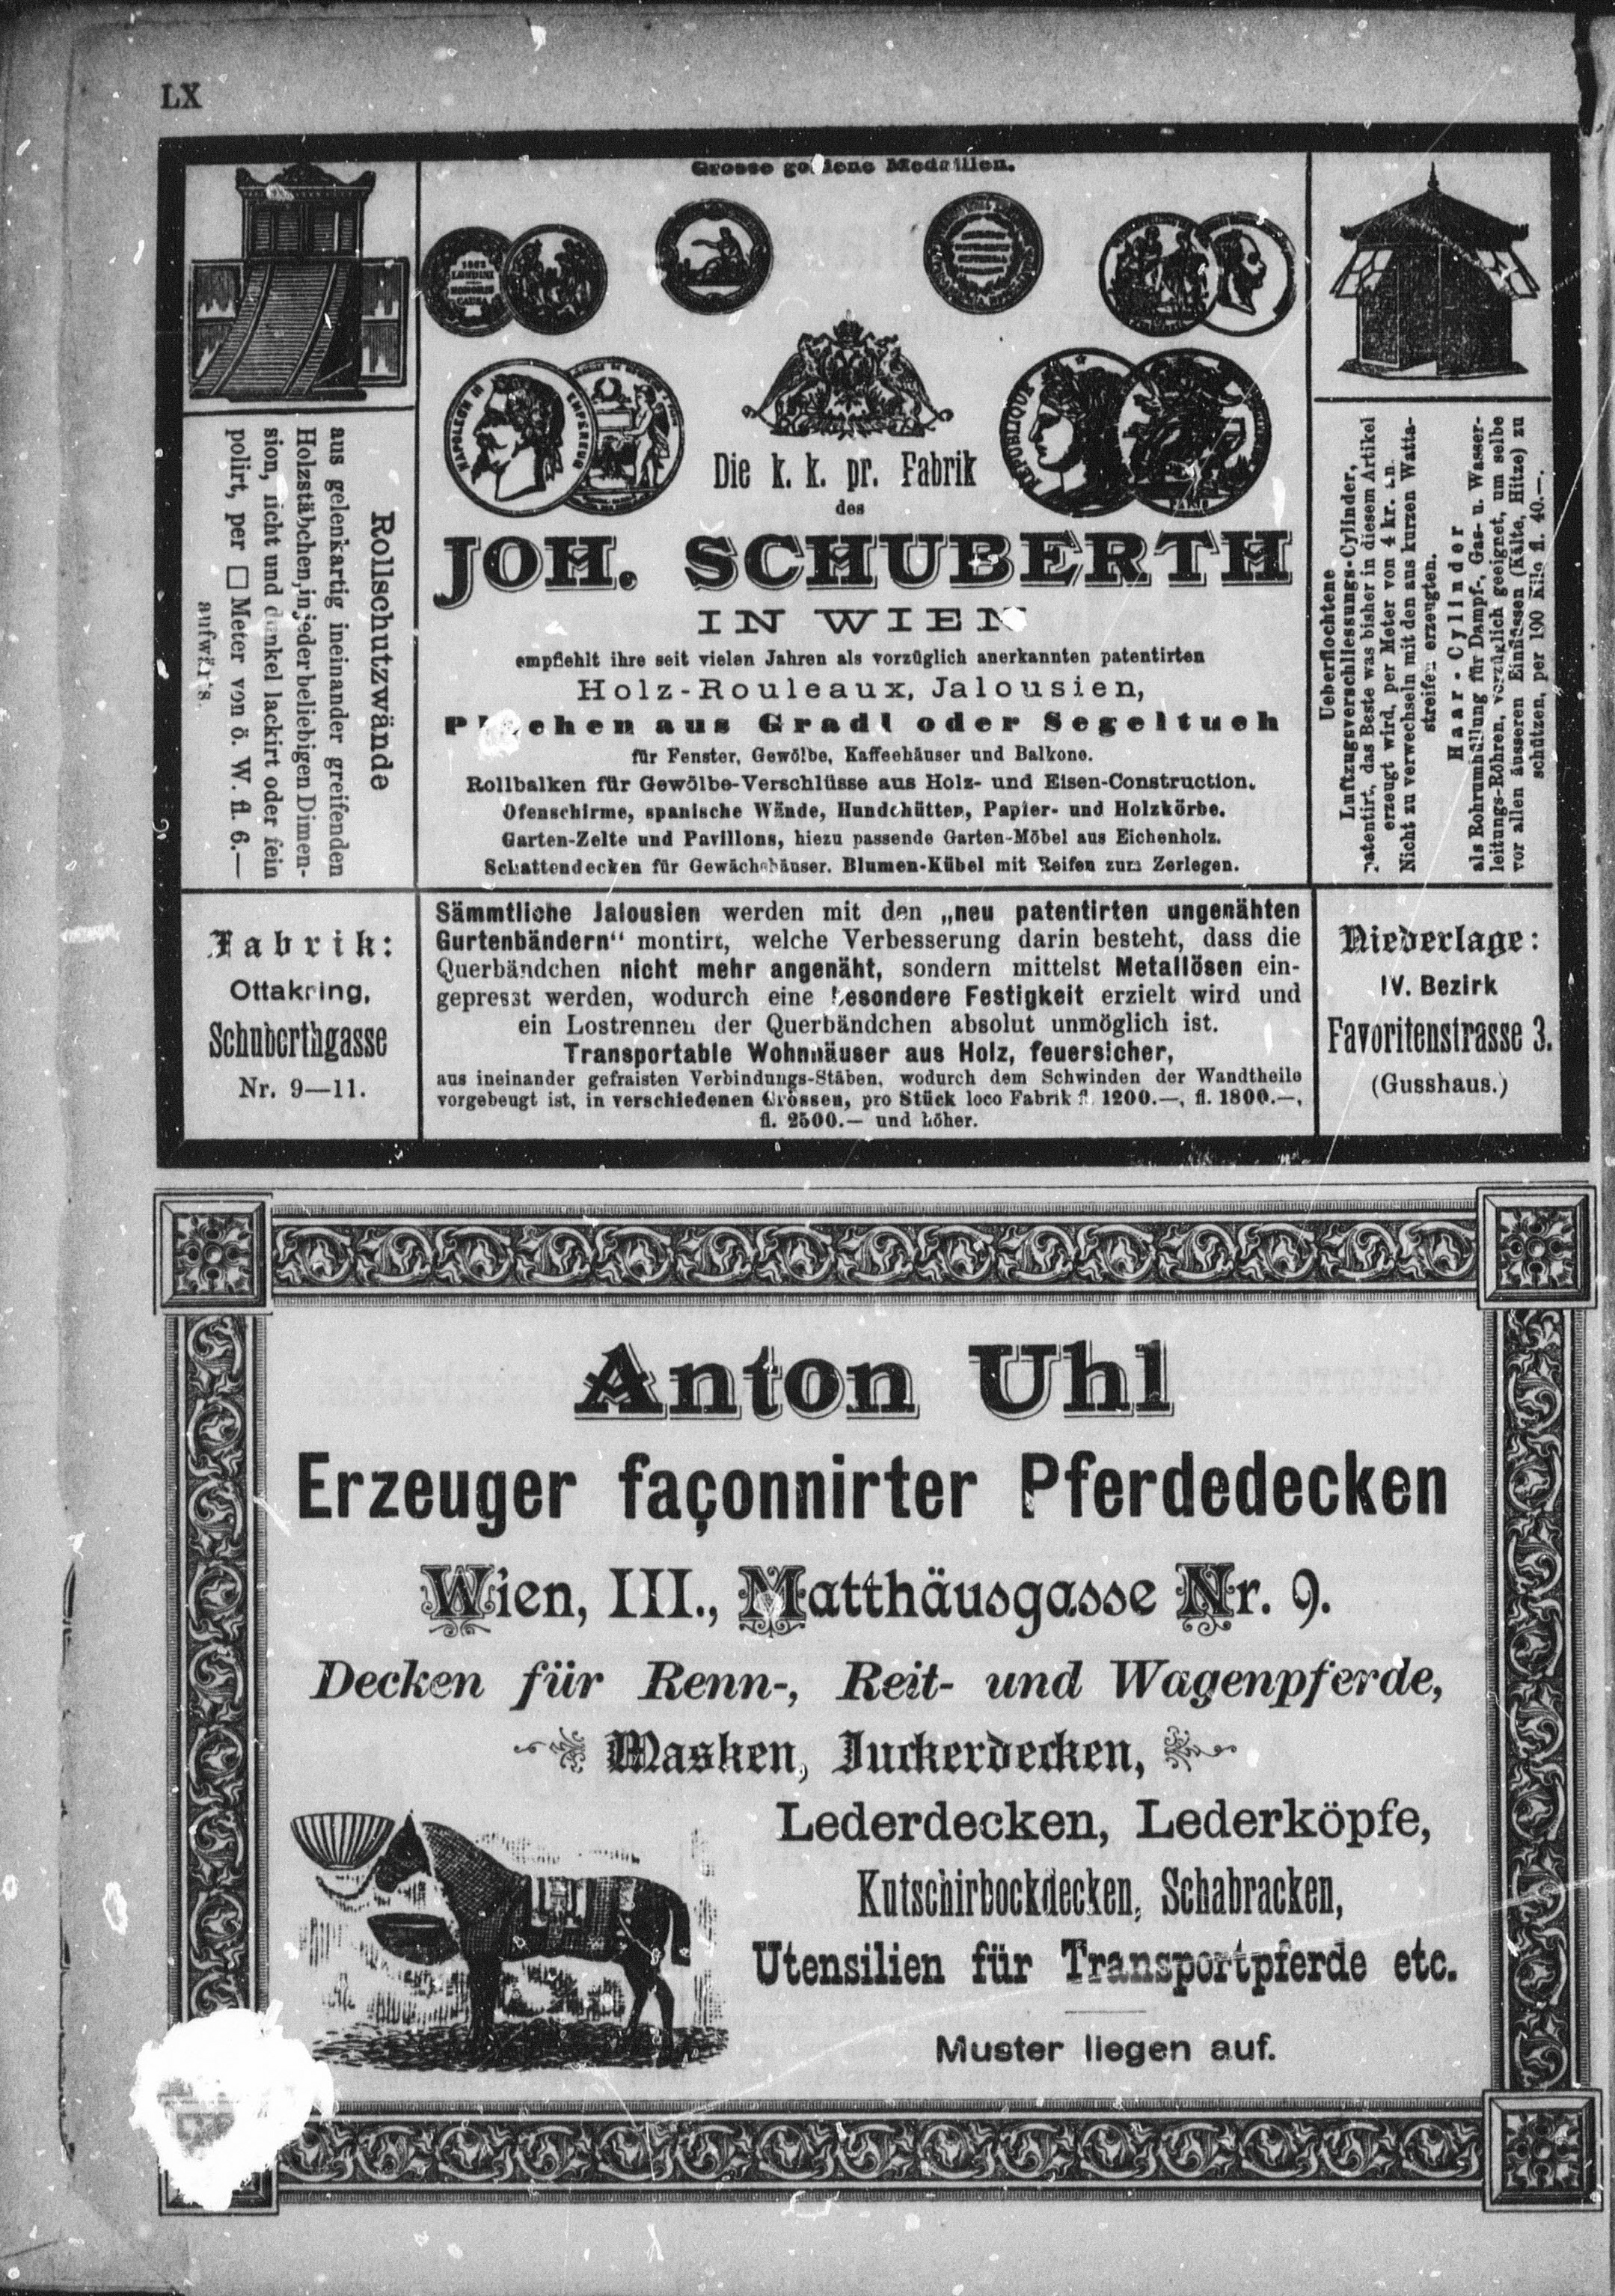 LX
Grosse goldene Medaillen.
1862
LONDINI
HONORIS
CAUSA
NAPOLEON III EMPEREUR
REPUBLIQUE
PARIS
Die k. k. pr. Fabrik
des
JOH. SCHUBERTH
IN WIEN
empfiehlt ihre seit vielen Jahren als vorzüglich anerkannten patentirten
Holz-Rouleaux, Jalousien,
Plachen aus Gradl oder Segeltuch
für Fenster, Gewölbe, Kaffeehäuser und Balkone.
Rollbalken für Gewölbe-Verschlüsse aus Holz- und Eisen-Construction.
Ofenschirme, spanische Wände, Hundehütten, Papier- und Holzkörbe.
Garten-Zelte und Pavillons, hiezu passende Garten-Möbel aus Eichenholz.
Schattendecken für Gewächshäuser. Blumen-Kübel mit Reifen zum Zerlegen.
Rollschutzwände
aus gelenkartig ineinander greifenden
Holzstäbchen, in jeder beliebigen Dimen-
sion, licht und dunkel lackirt oder fein
polirt, per □ Meter von ö. W. fl. 6.—
aufwärts.
Ueberflochtene
Luftzugsverschliessungs-Cylinder,
patentirt, das Beste was bisher in diesem Artikel
erzeugt wird, per Meter von 4 kr. an.
Nicht zu verwechseln mit den aus kurzen Watta-
streifen erzeugten.
Haar-Cylinder
als Rohrumhüllung für Dampf-, Gas- u. Wasser-
leitungs-Röhren, vorzüglich geeignet, um selbe
vor allen äusseren Einflüssen (Kälte, Hitze) zu
schützen, per 100 Kilo fl. 40.—.
Fabrik:
Ottakring,
Schuberthgasse
Nr. 9—11.
Sämmtliche Jalousien werden mit den „neu patentirten ungenähten
Gurtenbändern“ montirt, welche Verbesserung darin besteht, dass die
Querbändchen nicht mehr angenäht, sondern mittelst Metallösen ein-
gepresst werden, wodurch eine besondere Festigkeit erzielt wird und
ein Lostrennen der Querbändchen absolut unmöglich ist.
Transportable Wohnhäuser aus Holz, feuersicher,
aus ineinander gefraisten Verbindungs-Stäben, wodurch dem Schwinden der Wandtheile
vorgebeugt ist, in verschiedenen Grössen, pro Stück loco Fabrik fl. 1200.—, fl. 1800.—,
fl. 2500.— und höher.
Niederlage:
IV. Bezirk
Favoritenstrasse 3.
(Gusshaus.)
Anton Uhl
Erzeuger façonnirter Pferdedecken
Wien, III., Matthäusgasse Nr. 9.
Decken für Renn-, Reit- und Wagenpferde,
Masken, Juckerdecken,
Lederdecken, Lederköpfe,
Kutschirbockdecken, Schabracken,
Utensilien für Transportpferde etc.
Muster liegen auf.